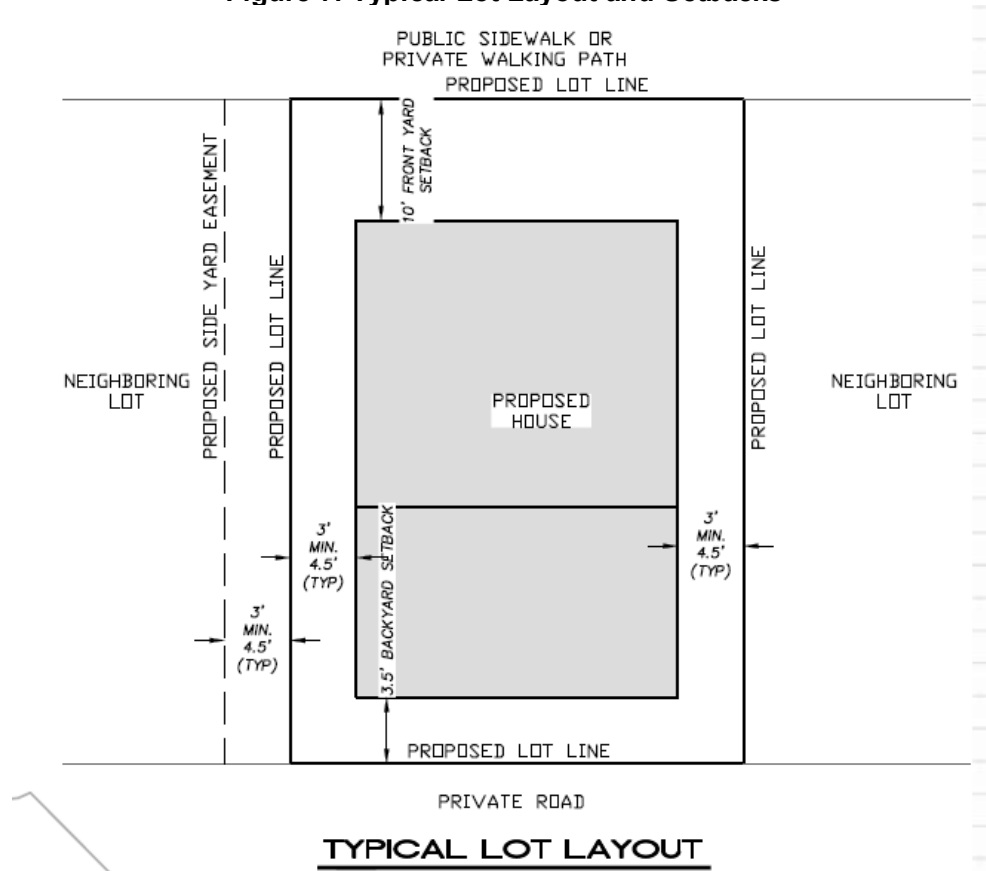 Figure 1: Typical Lot Layout and Setbacks
PUBLIC SIDEWALK OR
PRIVATE WALKING PATH
PROPOSED LOT LINE
10' FRONT YARD
SETBACK
PROPOSED SIDE YARD EASEMENT
PROPOSED LOT LINE
PROPOSED LOT LINE
NEIGHBORING
LOT
PROPOSED
HOUSE
NEIGHBORING
LOT
3'
MIN.
4.5'
(TYP)
3.5' BACKYARD SETBACK
3'
MIN.
4.5'
(TYP)
3'
MIN.
4.5'
(TYP)
PROPOSED LOT LINE
PRIVATE ROAD
TYPICAL LOT LAYOUT